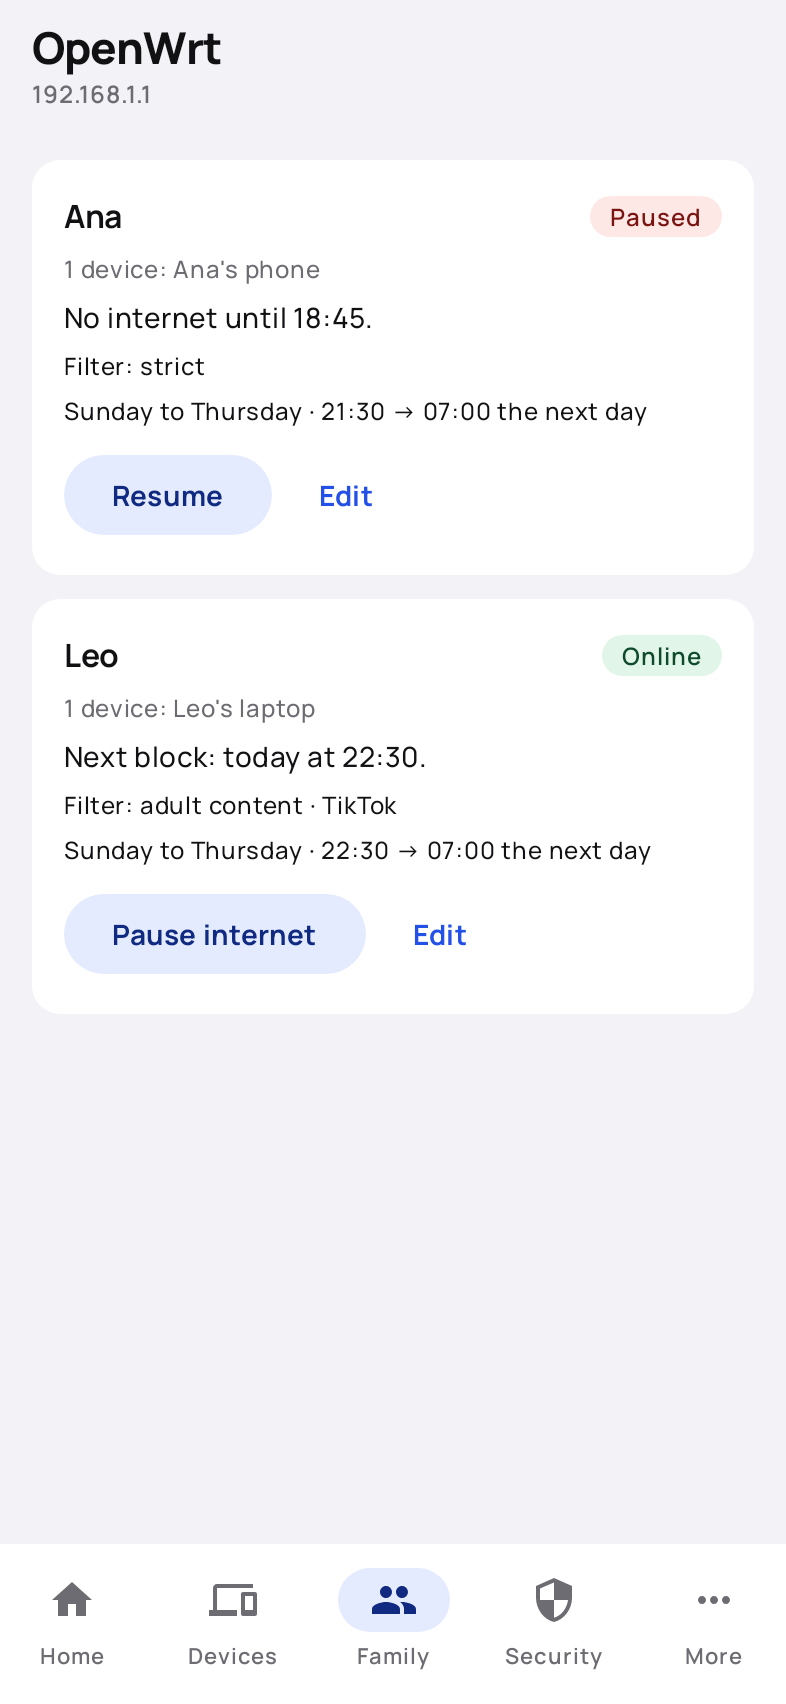 OpenWrt
192.168.1.1
Ana
Paused
1 device: Ana's phone
No internet until 18:45.
Filter: strict
Sunday to Thursday · 21:30 → 07:00 the next day
Resume
Edit
Leo
Online
1 device: Leo's laptop
Next block: today at 22:30.
Filter: adult content · TikTok
Sunday to Thursday · 22:30 → 07:00 the next day
Pause internet
Edit
Home
Devices
Family
Security
More